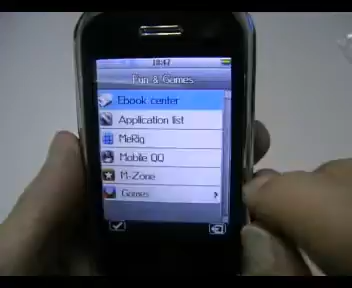 18:47
Fun & Games
Ebook center
Application list
MeRig
Mobile QQ
M-Zone
Games